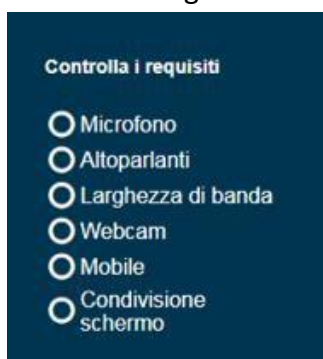 Controlla i requisiti
Microfono
Altoparlanti
Larghezza di banda
Webcam
Mobile
Condivisione
schermo